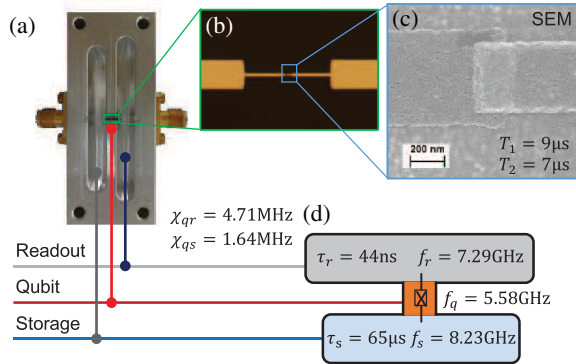 (a)
(b)
(c)
SEM
200 nm
T₁ = 9µs
T₂ = 7µs
χqr = 4.71MHz
χqs = 1.64MHz
(d)
Readout
τr = 44ns fr = 7.29GHz
Qubit
fq = 5.58GHz
Storage
τs = 65µs fs = 8.23GHz